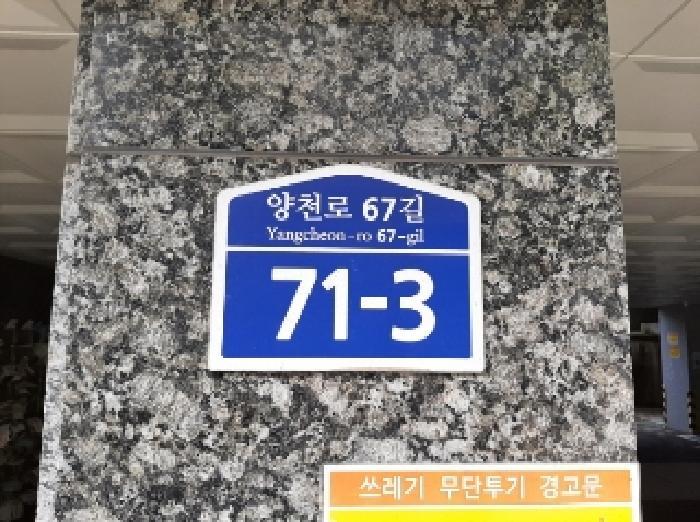 양천로 67길
Yangcheon-ro 67-gil
71-3
쓰레기 무단투기 경고문